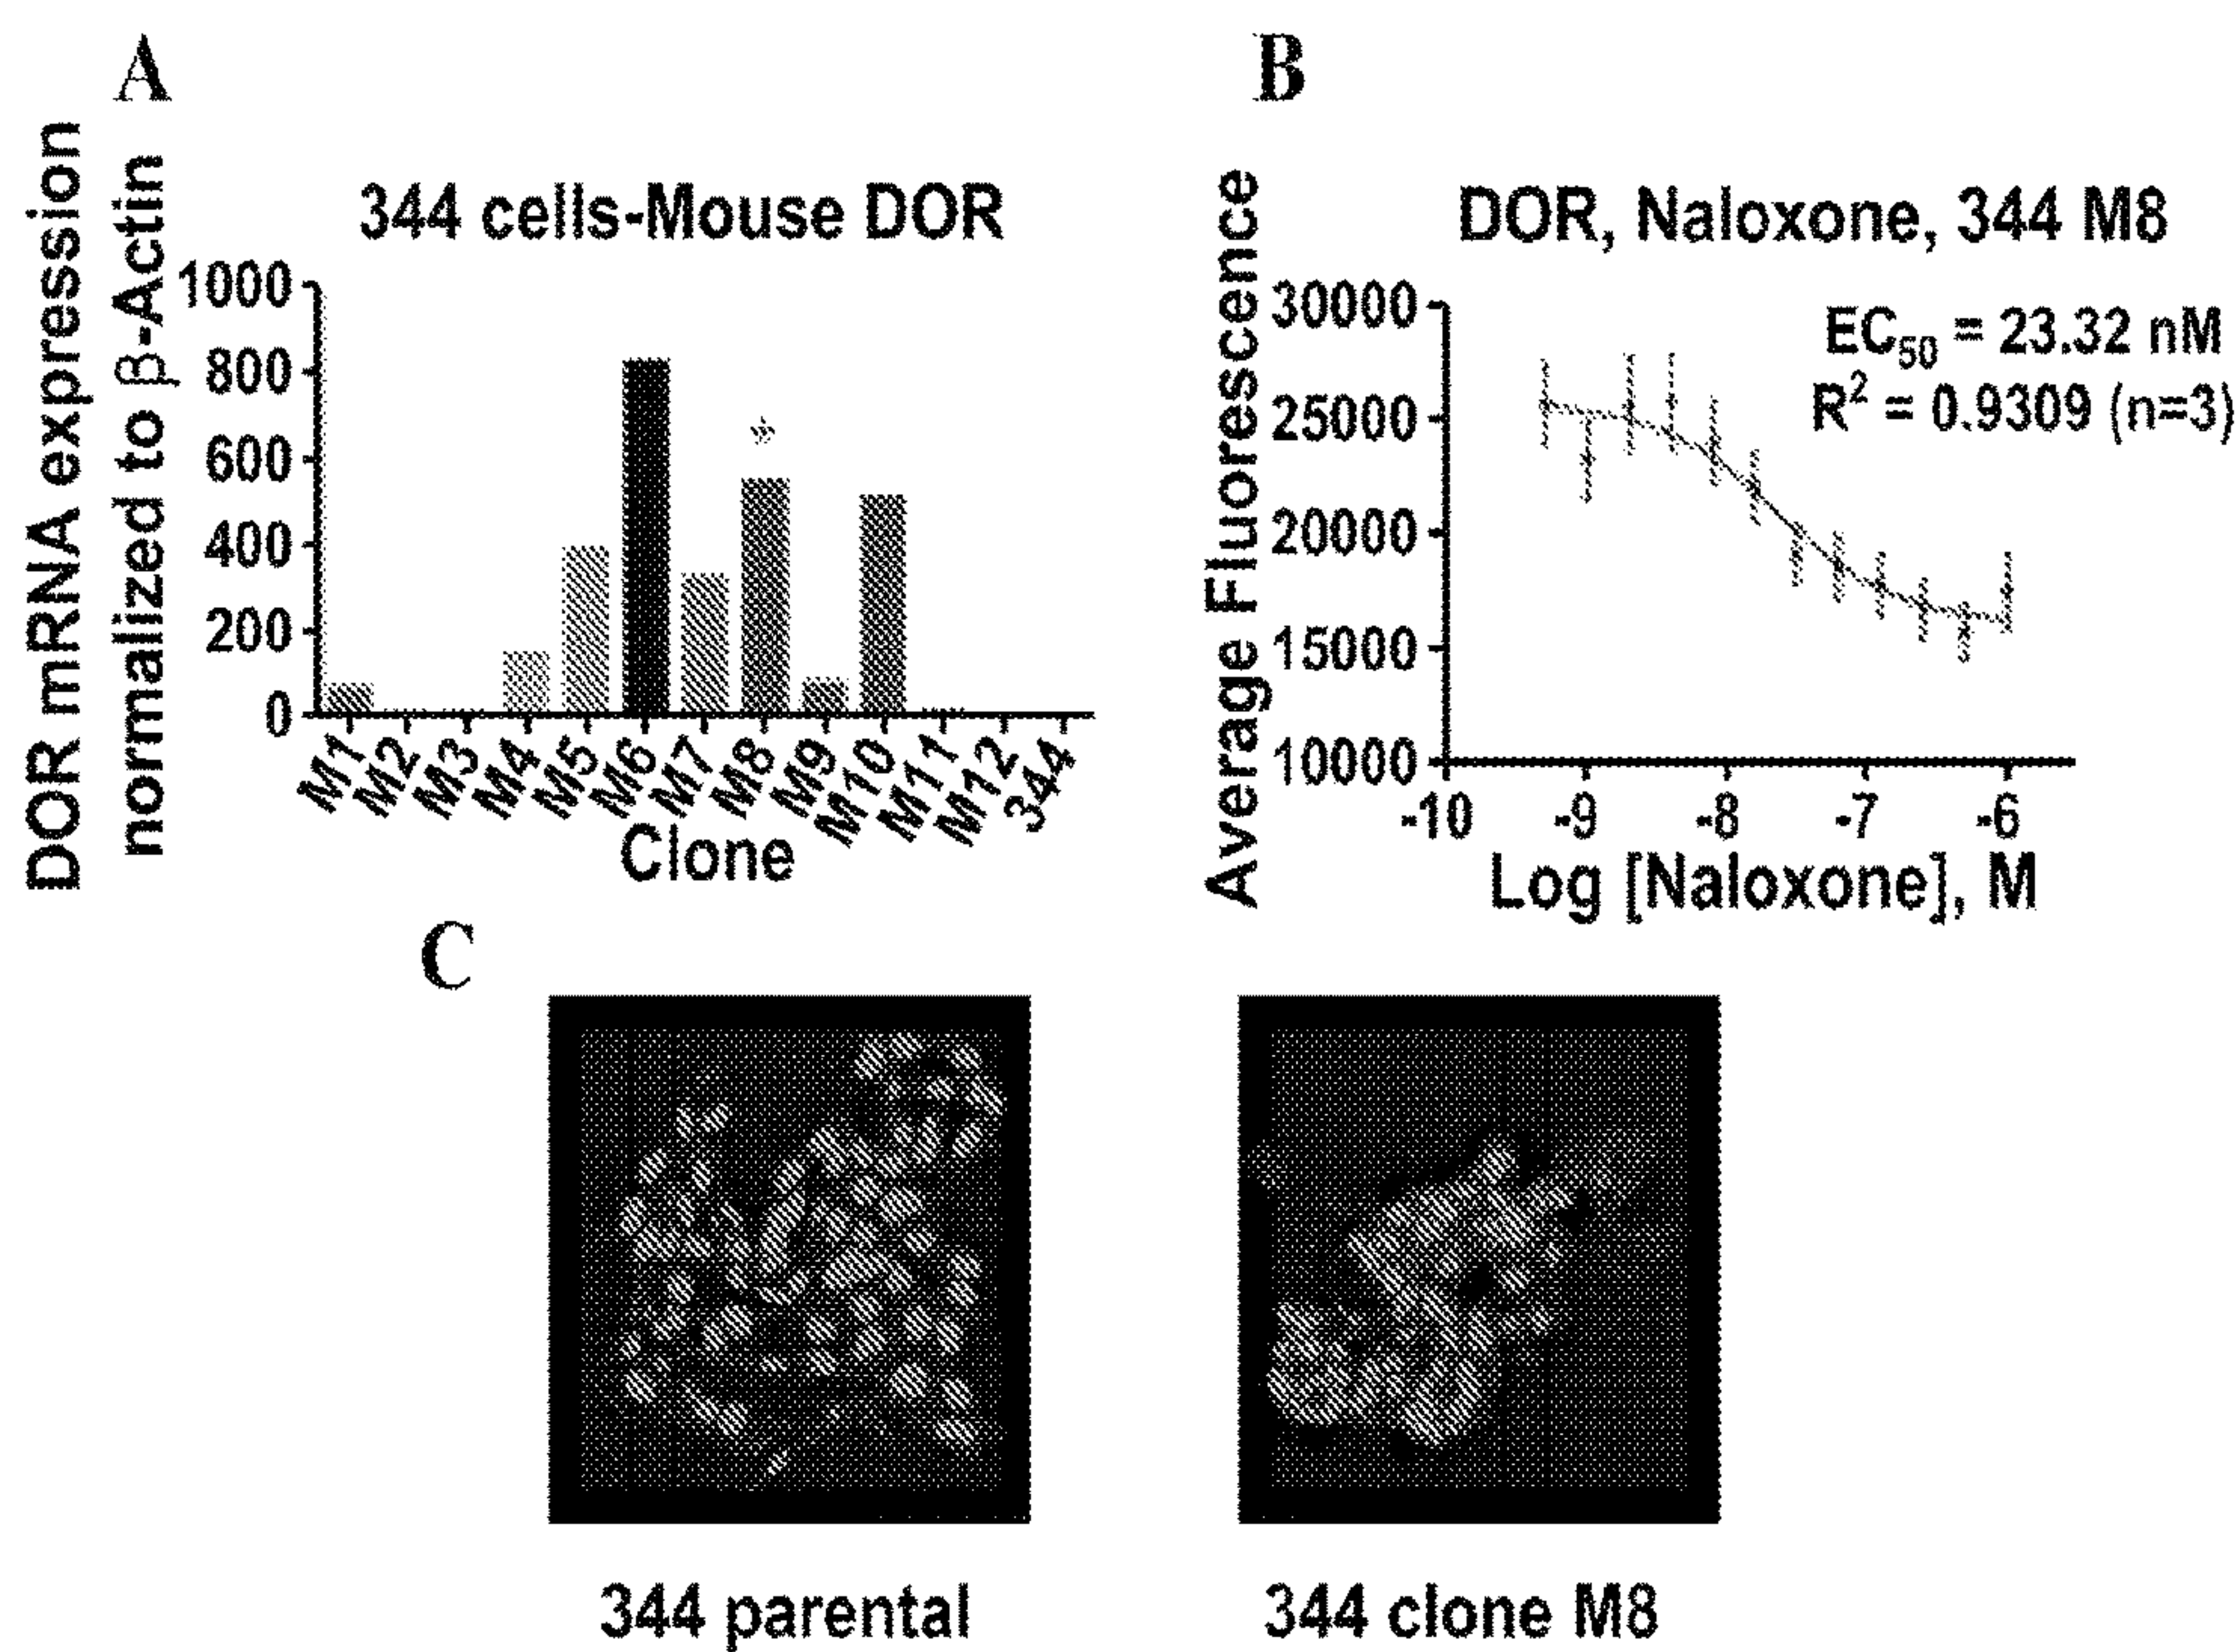 A
344 cells-Mouse DOR
DOR mRNA expression
normalized to β-Actin
1000
800
600
400
200
0
M1
M2
M3
M4
M5
M6
M7
M8
M9
M10
M11
M12
344
*
Clone
B
DOR, Naloxone, 344 M8
Average Fluorescence
30000
25000
20000
15000
10000
EC50 = 23.32 nM
R² = 0.9309 (n=3)
-10
-9
-8
-7
-6
Log [Naloxone], M
C
344 parental
344 clone M8